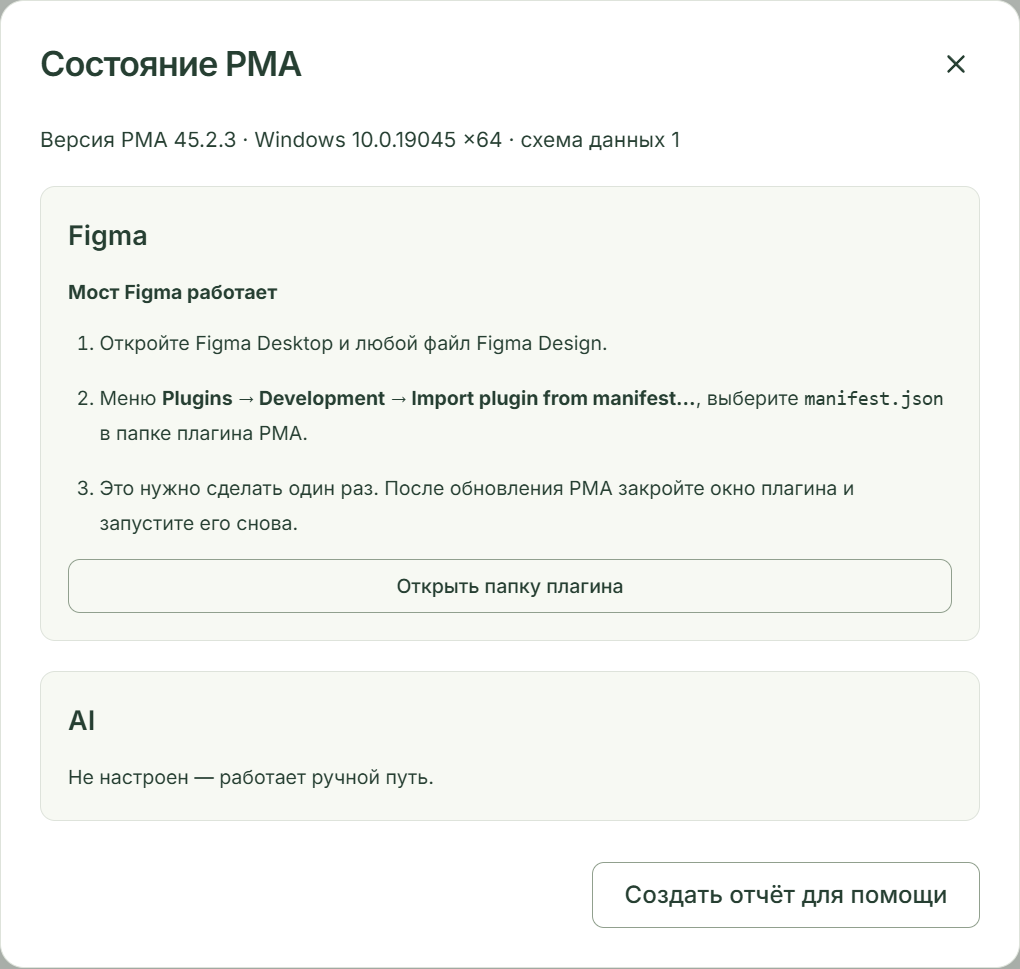 Состояние PMA
Версия PMA 45.2.3 · Windows 10.0.19045 ×64 · схема данных 1
Figma
Мост Figma работает
1. Откройте Figma Desktop и любой файл Figma Design.
2. Меню Plugins → Development → Import plugin from manifest…, выберите manifest.json
в папке плагина PMA.
3. Это нужно сделать один раз. После обновления PMA закройте окно плагина и
запустите его снова.
Открыть папку плагина
AI
Не настроен — работает ручной путь.
Создать отчёт для помощи